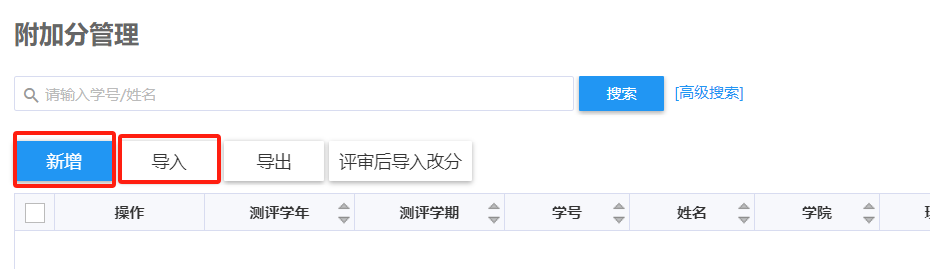 附加分管理
请输入学号/姓名 搜索 [高级搜索]
新增 导入 导出 评审后导入改分
操作 测评学年 测评学期 学号 姓名 学院